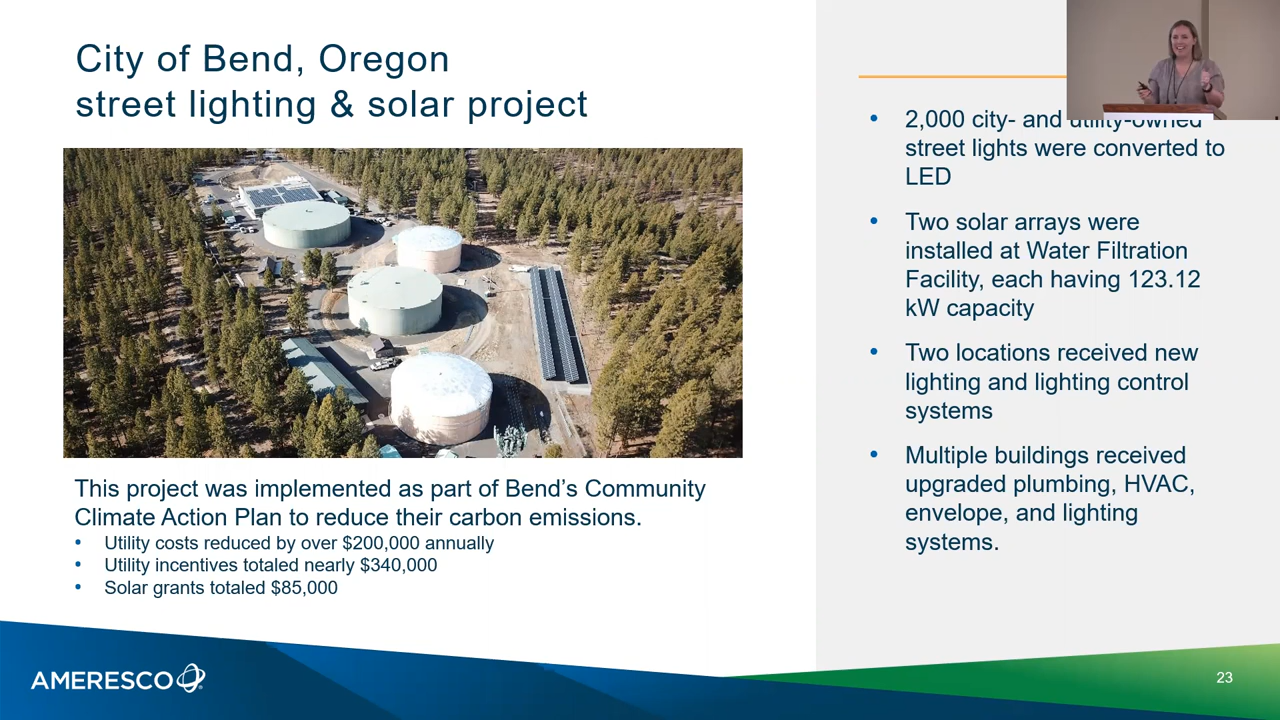 City of Bend, Oregon
street lighting & solar project
This project was implemented as part of Bend’s Community
Climate Action Plan to reduce their carbon emissions.
• Utility costs reduced by over $200,000 annually
• Utility incentives totaled nearly $340,000
• Solar grants totaled $85,000
• 2,000 city- and utility-owned
street lights were converted to
LED
• Two solar arrays were
installed at Water Filtration
Facility, each having 123.12
kW capacity
• Two locations received new
lighting and lighting control
systems
• Multiple buildings received
upgraded plumbing, HVAC,
envelope, and lighting
systems.
AMERESCO
23